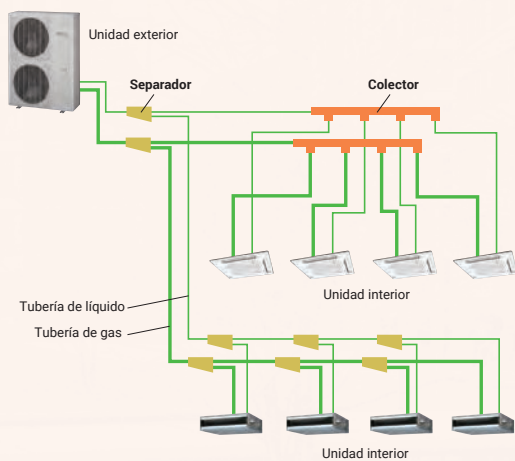 Unidad exterior
Separador
Colector
Unidad interior
Tubería de líquido
Tubería de gas
Unidad interior